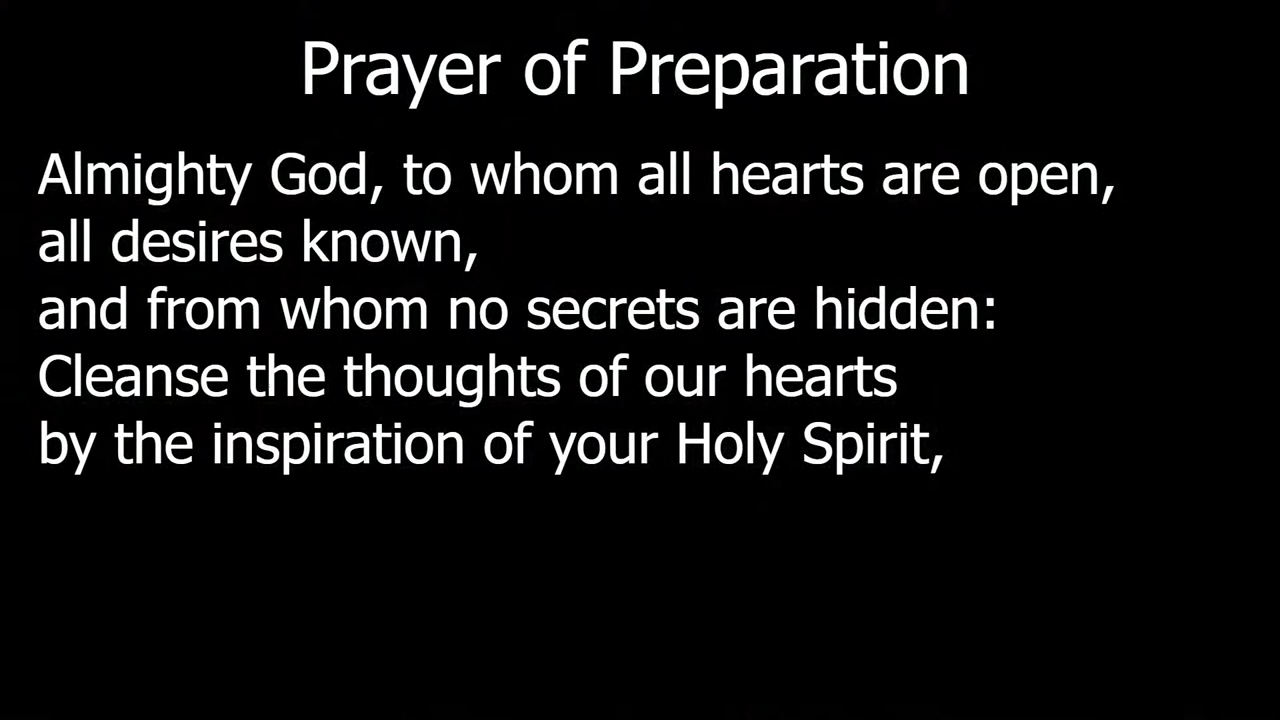 Prayer of Preparation
Almighty God, to whom all hearts are open,
all desires known,
and from whom no secrets are hidden:
Cleanse the thoughts of our hearts
by the inspiration of your Holy Spirit,